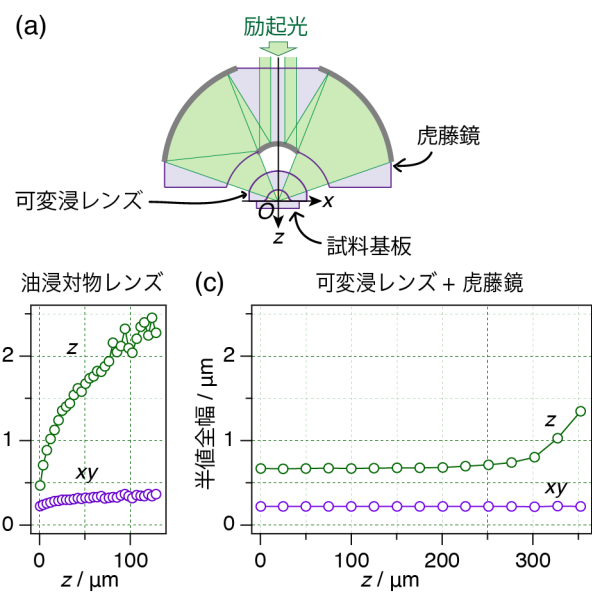 (a)
励起光
虎藤鏡
可変浸レンズ
O
x
z
試料基板
油浸対物レンズ
(c)
可変浸レンズ + 虎藤鏡
z
xy
2
1
0
0
100
z / μm
半値全幅 / μm
z
xy
2
1
0
0
100
200
300
z / μm